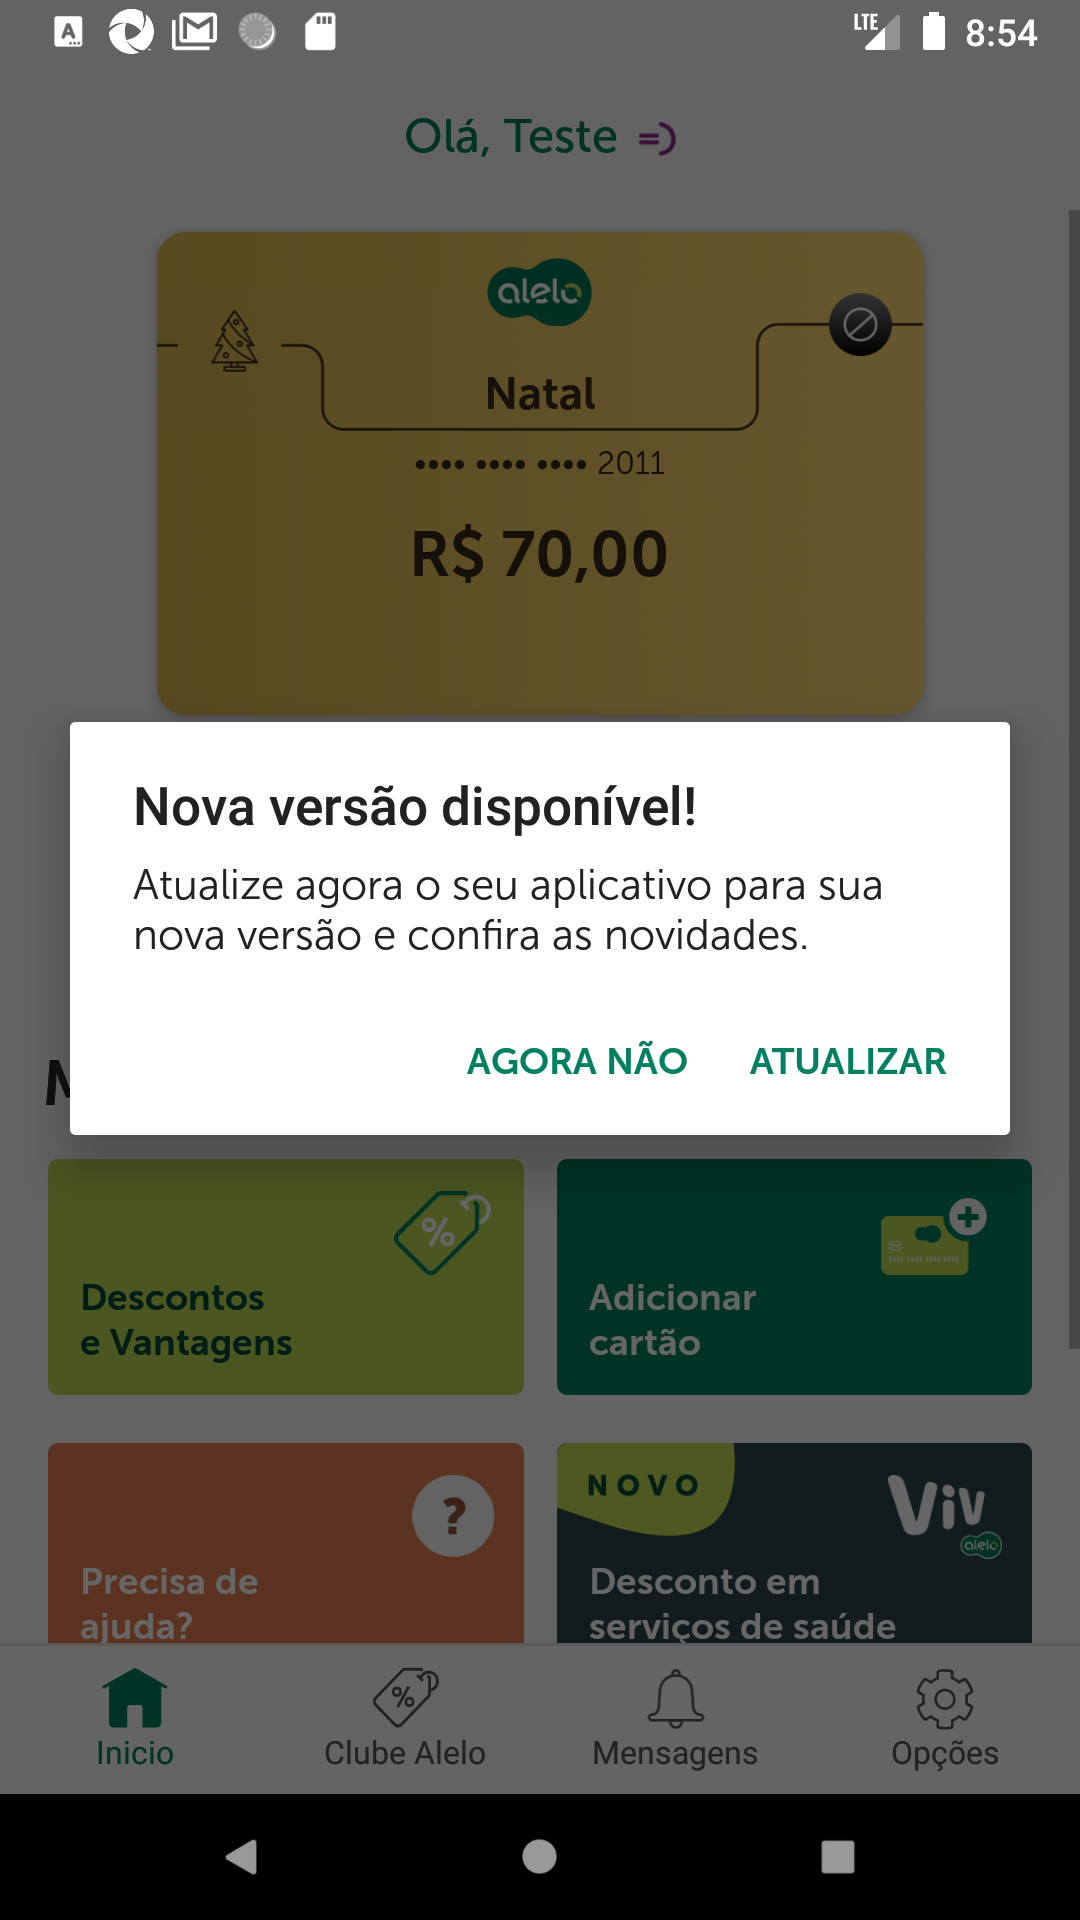 LTE 8:54
Olá, Teste =)
alelo
Natal
•••• •••• •••• 2011
R$ 70,00
Nova versão disponível!
Atualize agora o seu aplicativo para sua
nova versão e confira as novidades.
AGORA NÃO ATUALIZAR
%
Descontos
e Vantagens
Adicionar
cartão
?
Precisa de
ajuda?
NOVO
Viv
alelo
Desconto em
serviços de saúde
Inicio Clube Alelo Mensagens Opções